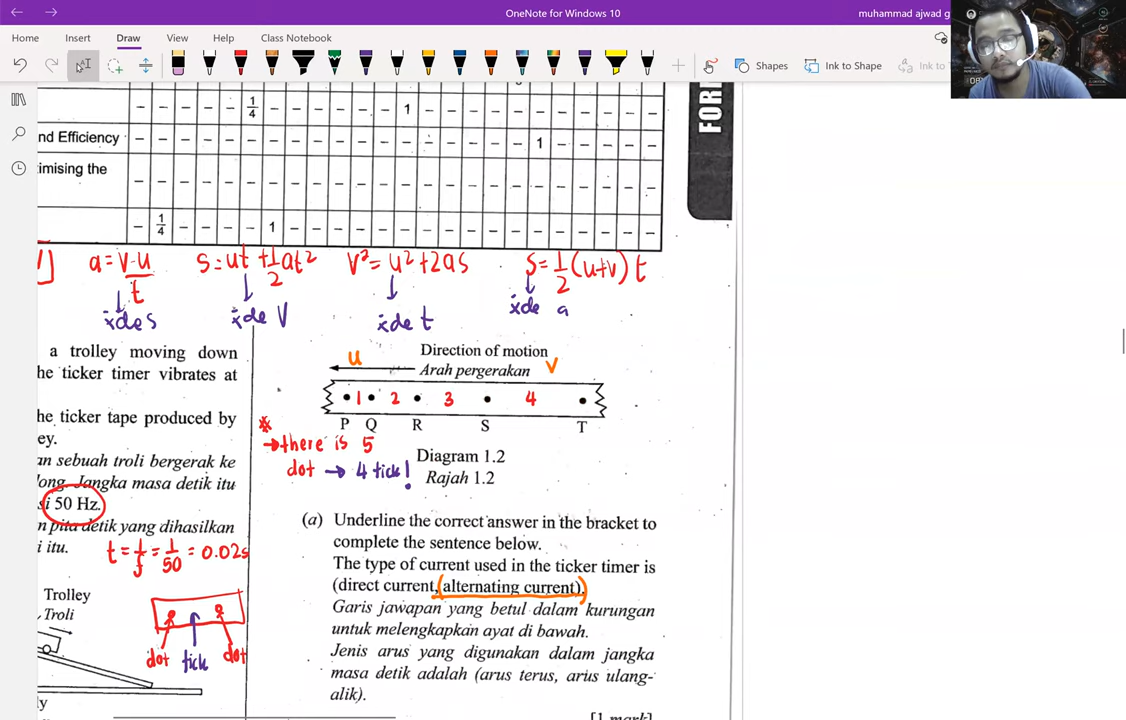 OneNote for Windows 10
muhammad ajwad g
Home Insert Draw View Help Class Notebook
Shapes
Ink to Shape
Ink to
FOR
1/4 1
nd Efficiency 1
imising the
1/4 1
a = v-u/t
s = ut + 1/2 at²
v² = u² + 2as
s = 1/2 (u+v) t
xde s
xde v
xde t
xde a
a trolley moving down
he ticker timer vibrates at
he ticker tape produced by
ey.
an sebuah troli bergerak ke
ong. Jangka masa detik itu
si 50 Hz.
n pita detik yang dihasilkan
i itu.
t = 1/f = 1/50 = 0.02s
Trolley
Troli
dot tick dot
ly
Direction of motion
Arah pergerakan
u v
1 2 3 4
P Q R S T
* → there is 5
dot → 4 tick!
Diagram 1.2
Rajah 1.2
(a) Underline the correct answer in the bracket to
complete the sentence below.
The type of current used in the ticker timer is
(direct current, (alternating current).)
Garis jawapan yang betul dalam kurungan
untuk melengkapkan ayat di bawah.
Jenis arus yang digunakan dalam jangka
masa detik adalah (arus terus, arus ulang-
alik).
[1 mark]